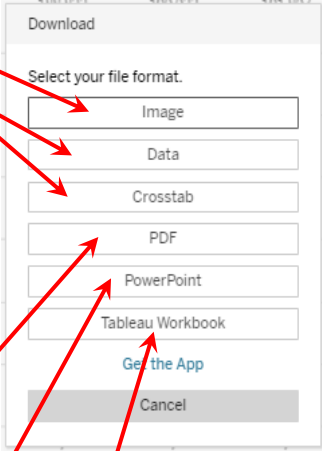 Download
Select your file format.
Image
Data
Crosstab
PDF
PowerPoint
Tableau Workbook
Get the App
Cancel